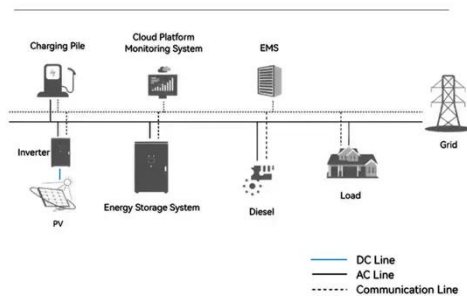 Charging Pile
Cloud Platform
Monitoring System
EMS
Grid
Inverter
PV
Energy Storage System
Diesel
Load
DC Line
AC Line
Communication Line